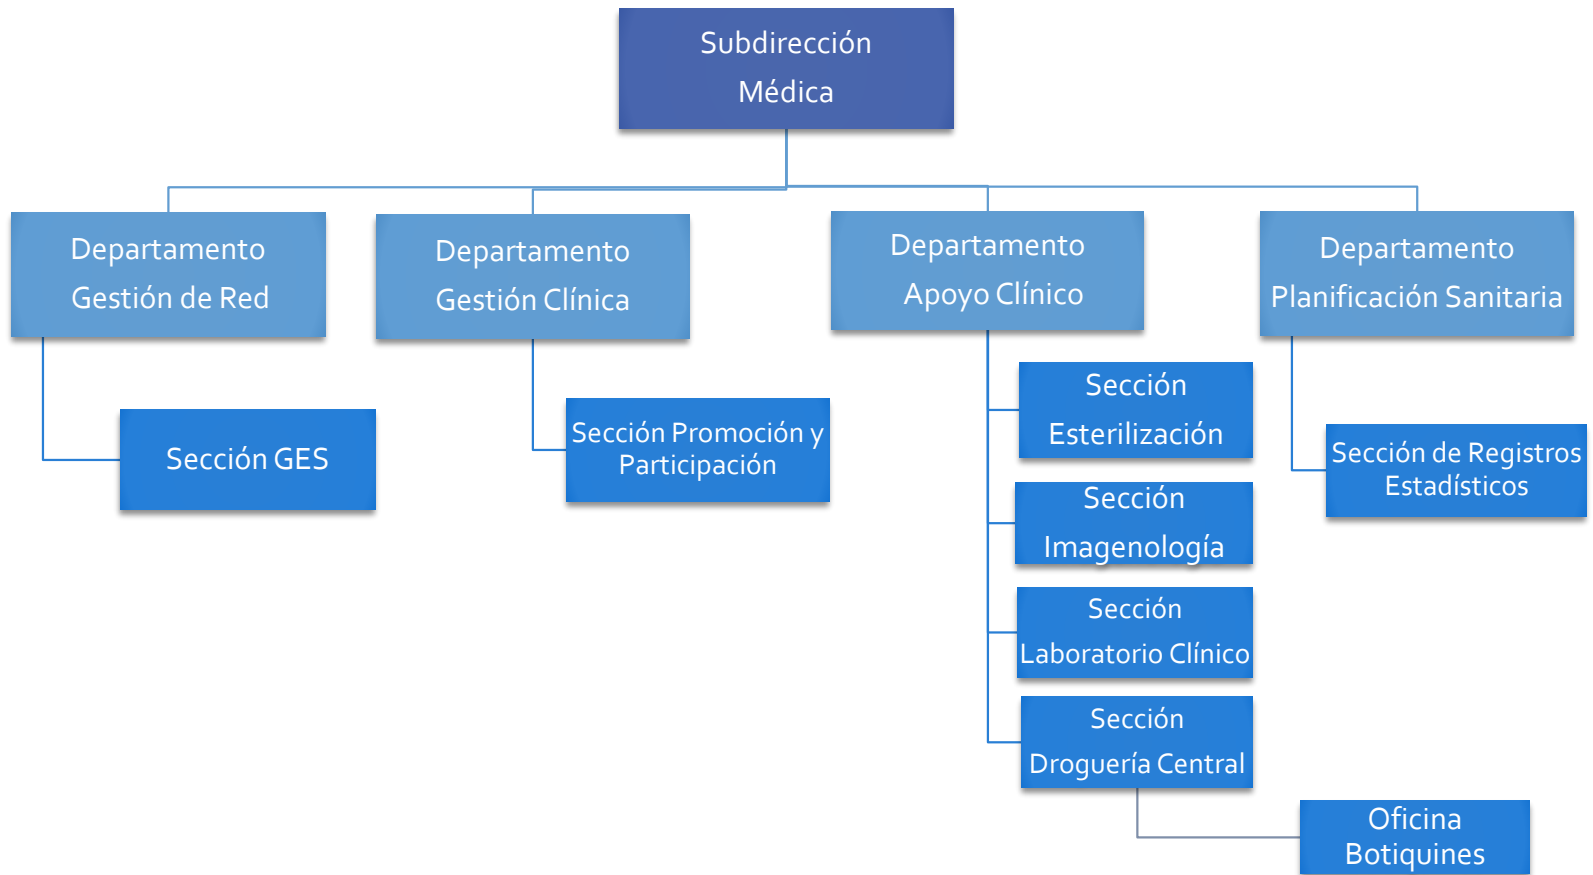 Subdirección
Médica
Departamento
Gestión de Red
Departamento
Gestión Clínica
Departamento
Apoyo Clínico
Departamento
Planificación Sanitaria
Sección GES
Sección Promoción y
Participación
Sección
Esterilización
Sección
Imagenología
Sección
Laboratorio Clínico
Sección
Droguería Central
Oficina
Botiquines
Sección de Registros
Estadísticos